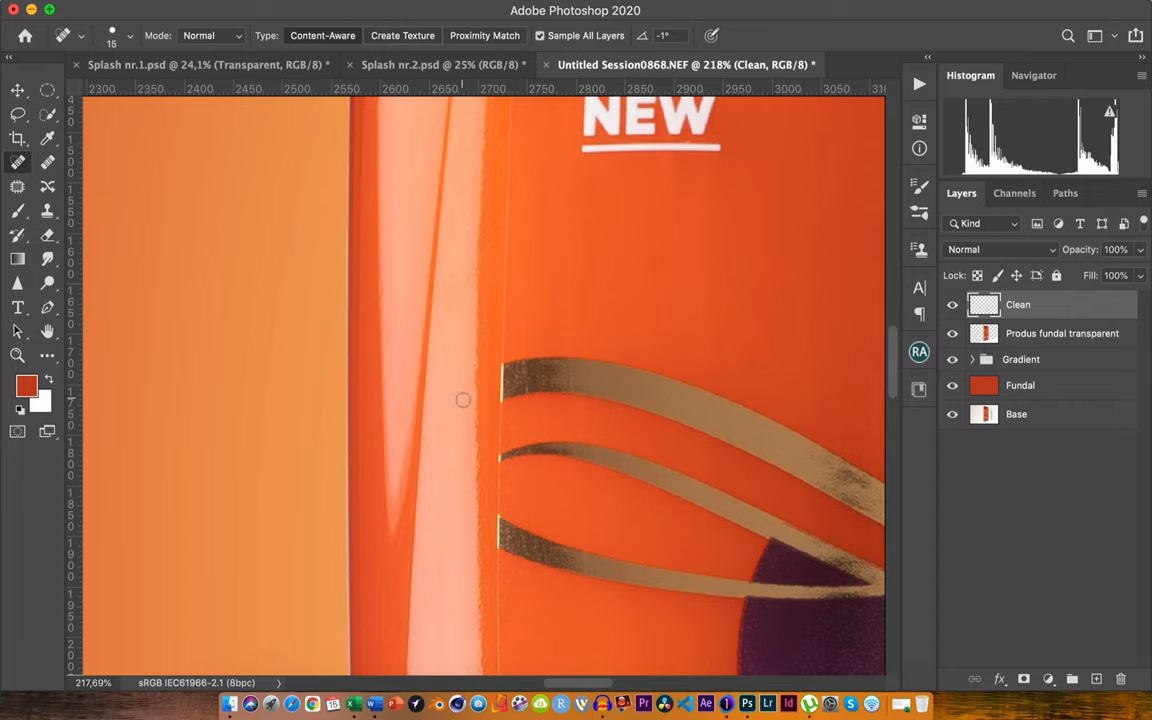 Adobe Photoshop 2020
15 Mode: Normal Type: Content-Aware Create Texture Proximity Match Sample All Layers -1°
Splash nr.1.psd @ 24,1% (Transparent, RGB/8) * Splash nr.2.psd @ 25% (RGB/8) * Untitled Session0868.NEF @ 218% (Clean, RGB/8) *
2300 2350 2400 2450 2500 2550 2600 2650 2700 2750 2800 2850 2900 2950 3000 3050
Histogram Navigator
NEW
Layers Channels Paths
Kind
Normal Opacity: 100%
Lock: Fill: 100%
Clean
Produs fundal transparent
Gradient
Fundal
Base
RA
217,69% sRGB IEC61966-2.1 (8bpc)